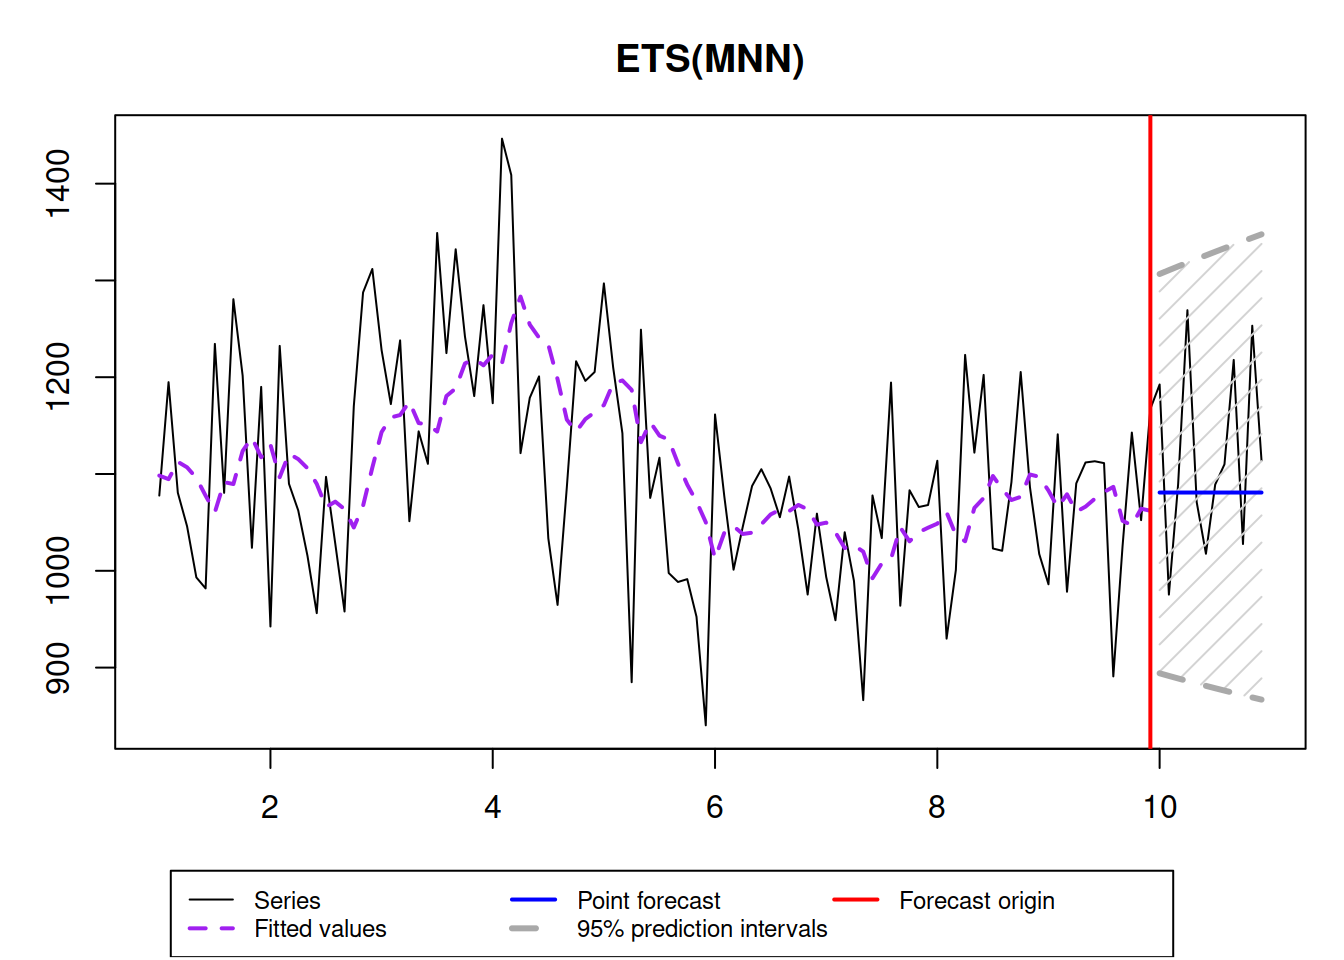 ETS(MNN)
1400
1200
1000
900
2 4 6 8 10
Series Point forecast Forecast origin
Fitted values 95% prediction intervals